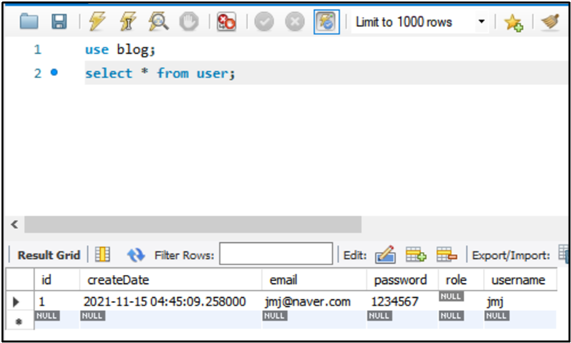 Limit to 1000 rows
1 use blog;
2 select * from user;
Result Grid Filter Rows: Edit: Export/Import:
id createDate email password role username
1 2021-11-15 04:45:09.258000 jmj@naver.com 1234567 NULL jmj
NULL NULL NULL NULL NULL NULL